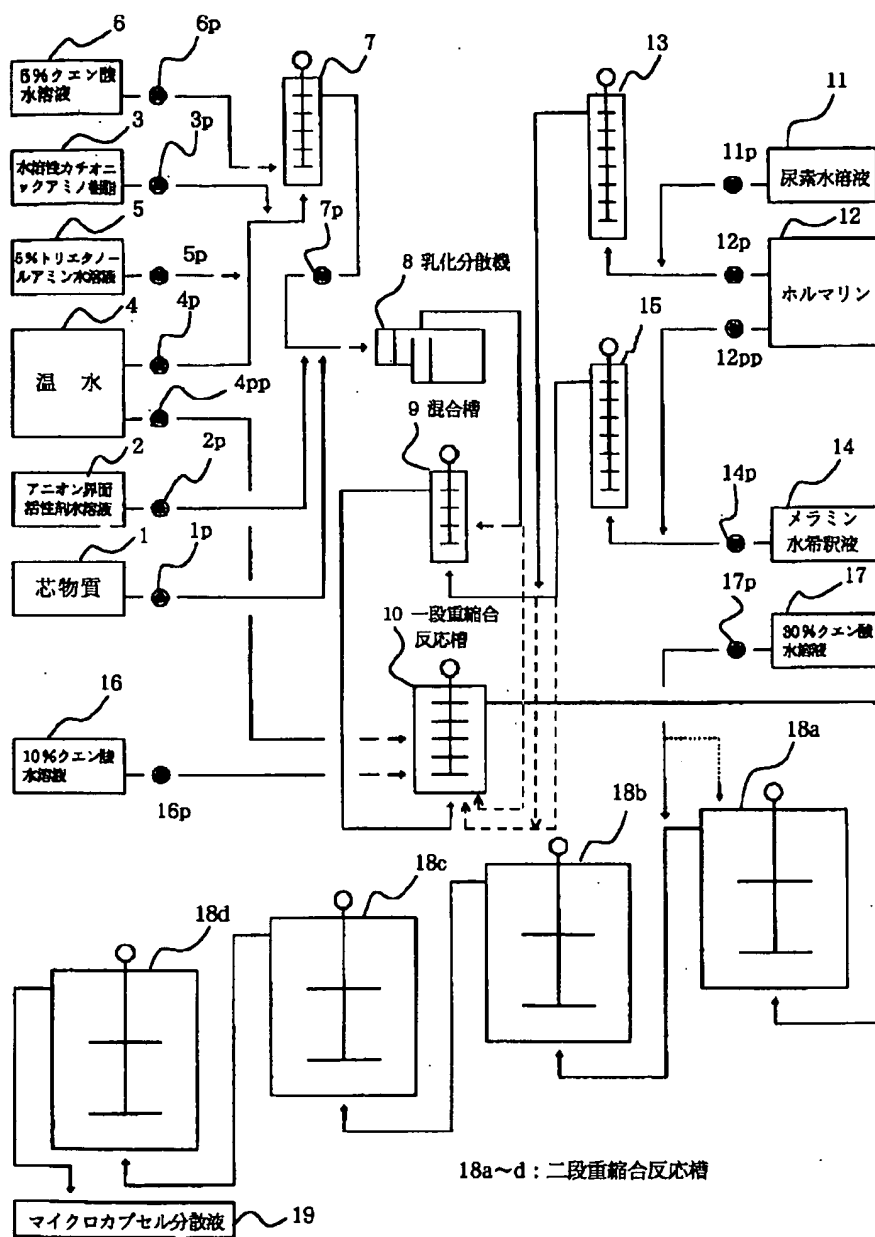 6
6p
5%クエン酸
水溶液
3
3p
水溶性カチオニ
ックアミノ樹脂
5
5p
5%トリエタノー
ルアミン水溶液
4
4p
温 水
4pp
2
2p
アニオン界面
活性剤水溶液
1
1p
芯物質
16
10%クエン酸
水溶液
16p
7
7p
8 乳化分散機
9 混合槽
10 一段重縮合
反応槽
13
15
11
11p
尿素水溶液
12
12p
ホルマリン
12pp
14
14p
メラミン
水希釈液
17
17p
30%クエン酸
水溶液
18a
18b
18c
18d
18a~d:二段重縮合反応槽
マイクロカプセル分散液
19